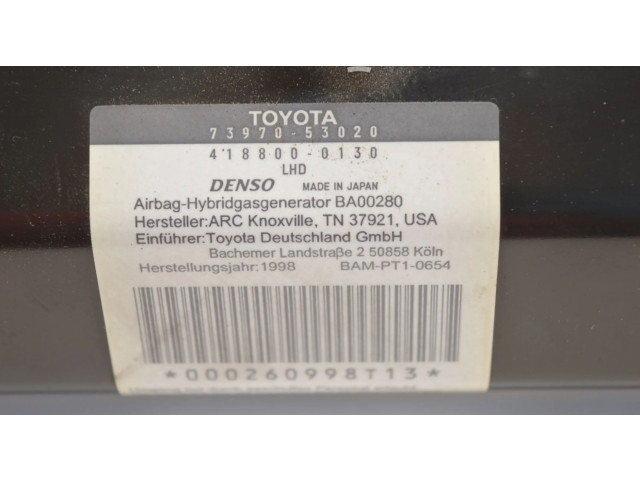 TOYOTA
73970-53020
418800-0130
LHD
DENSO MADE IN JAPAN
Airbag-Hybridgasgenerator BA00280
Hersteller:ARC Knoxville, TN 37921, USA
Einführer:Toyota Deutschland GmbH
Bachemer Landstraße 2 50858 Köln
Herstellungsjahr:1998 BAM-PT1-0654
*000260998T13*